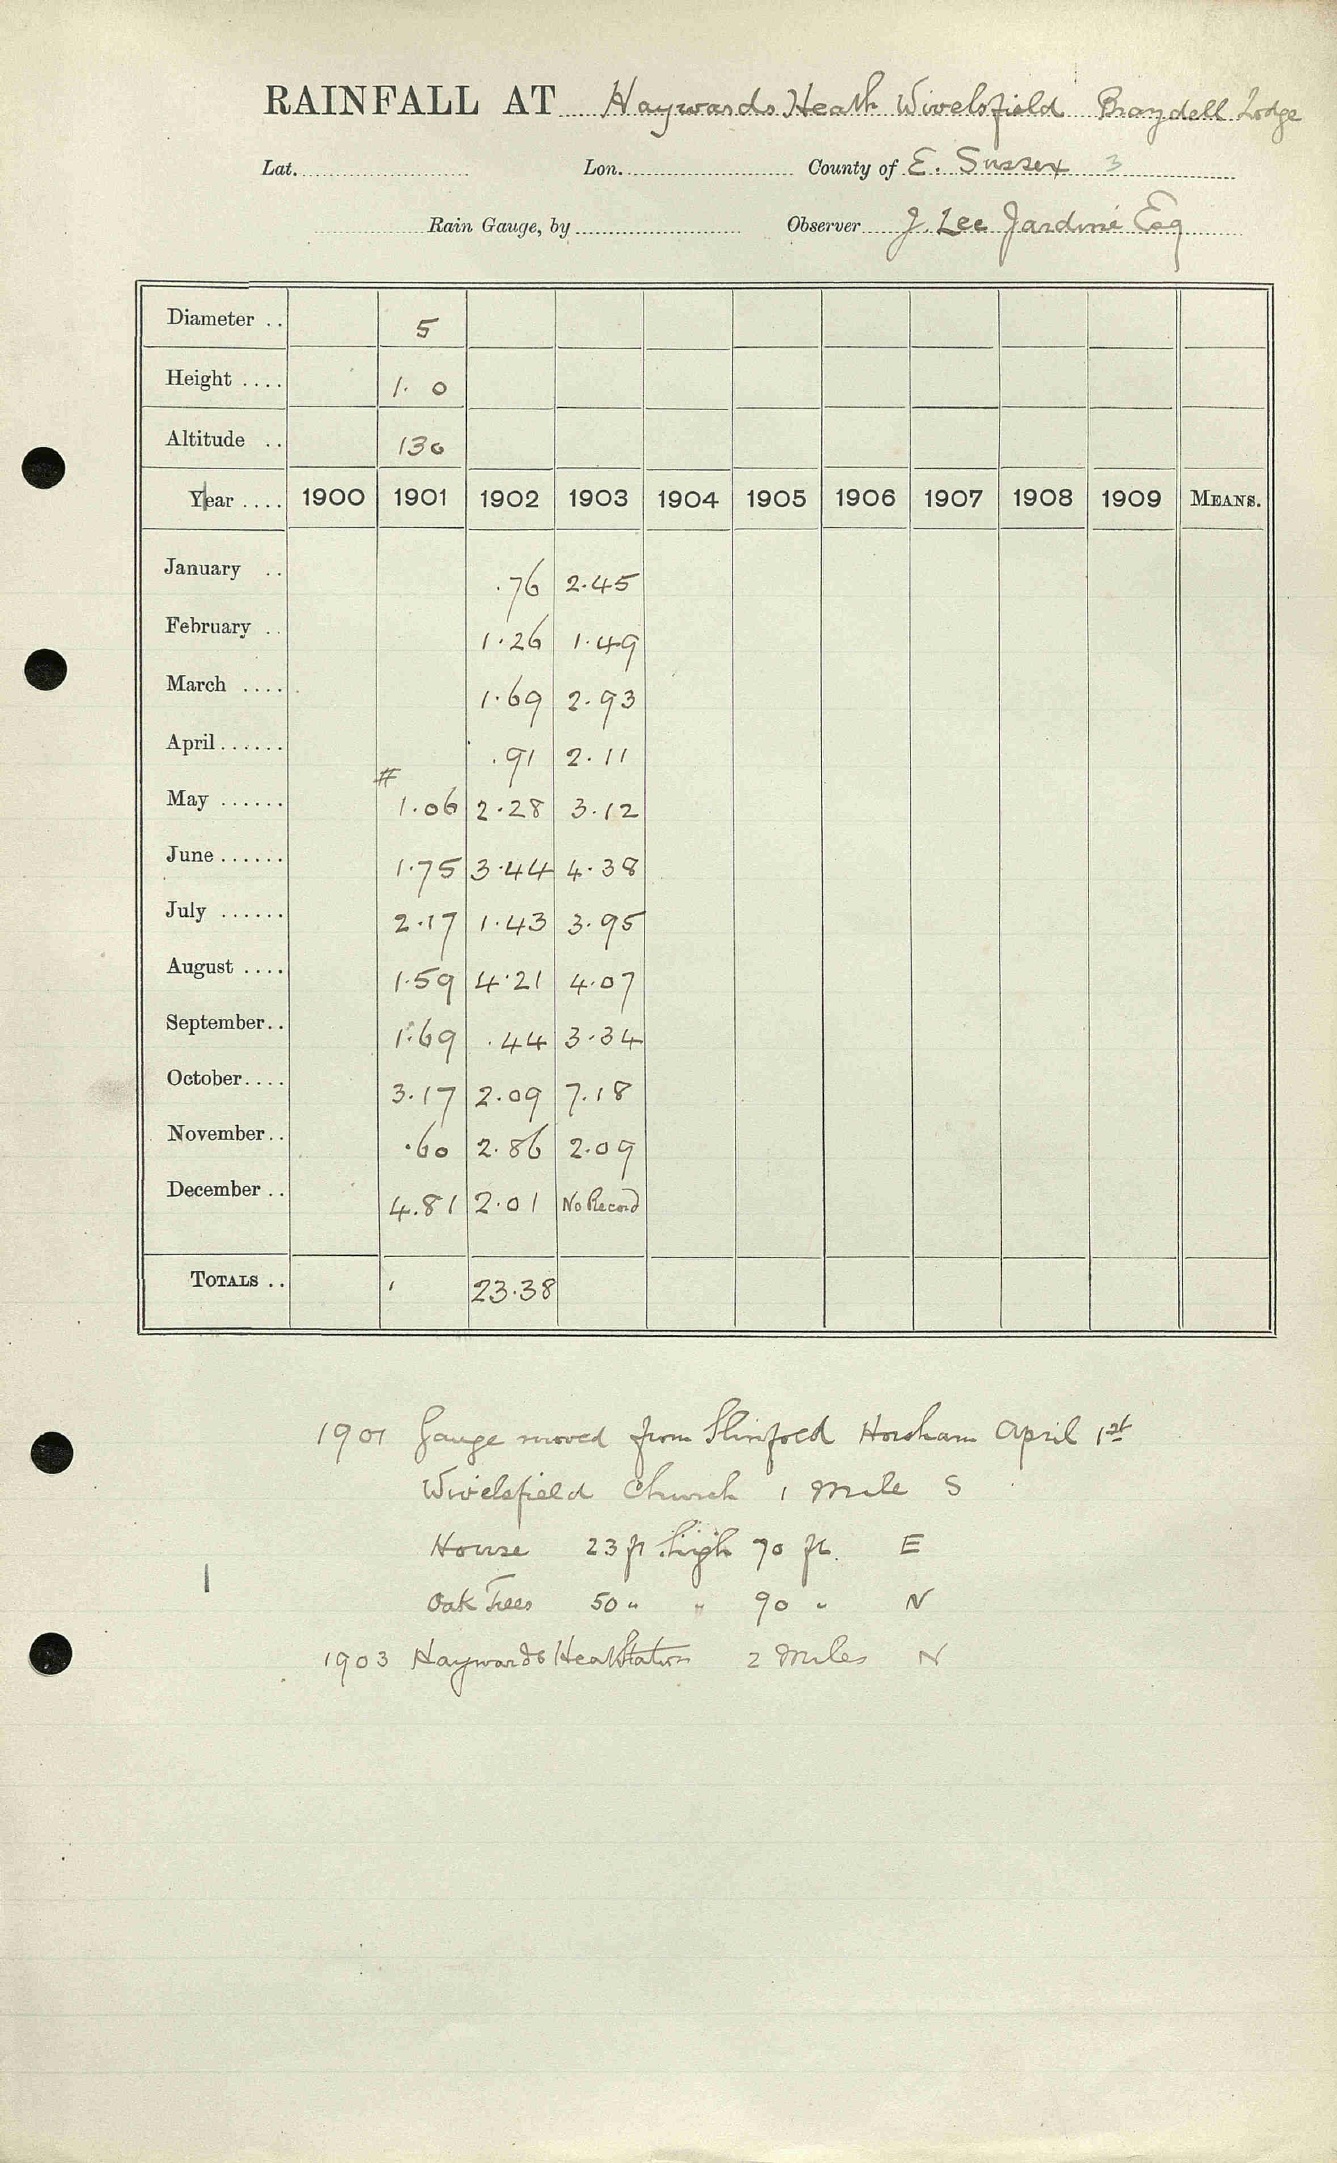 RAINFALL AT Haywards Heath Wivelsfield Lodge
Lat. Lon. County of E. Sussex 3
Rain Gauge, by Observer J. Lee Jardine Esq
Diameter .. 5
Height .... 1. 0
Altitude .. 130
Year .... 1900 1901 1902 1903 1904 1905 1906 1907 1908 1909 MEANS.
January .. .76 2.45
February .. 1.26 1.49
March .... 1.69 2.93
April ...... .91 2.11
#
May ...... 1.06 2.28 3.12
June ...... 1.75 3.44 4.38
July ...... 2.17 1.43 3.95
August .... 1.59 4.21 4.07
September.. 1.69 .44 3.34
October.... 3.17 2.09 7.18
November.. .60 2.86 2.09
December .. 4.81 2.01 No Record
TOTALS .. 23.38
1901 Gauge moved from Slinfold Horsham April 1st
Wivelsfield Church 1 Mile S
House 23 ft high 70 ft. E
Oak Trees 50 " " 90 " N
1903 Haywards Heath Station 2 Miles N